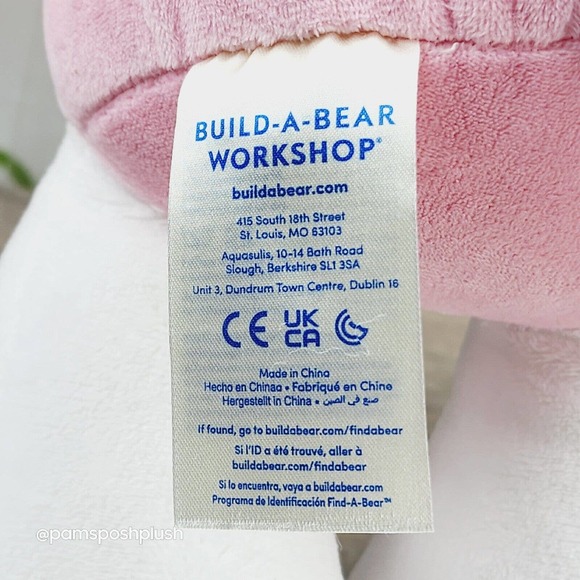 BUILD-A-BEAR
WORKSHOP®
buildabear.com
415 South 18th Street
St. Louis, MO 63103
Aquasulis, 10-14 Bath Road
Slough, Berkshire SL1 3SA
Unit 3, Dundrum Town Centre, Dublin 16
CE UK
CA
Made in China
Hecho en Chinaa • Fabriqué en Chine
Hergestellt in China • صنع في الصين
If found, go to buildabear.com/findabear
Si l'ID a été trouvé, aller à
buildabear.com/findabear
Si lo encuentra, vaya a buildabear.com
Programa de Identificación Find-A-Bear™
@pamsposhplush